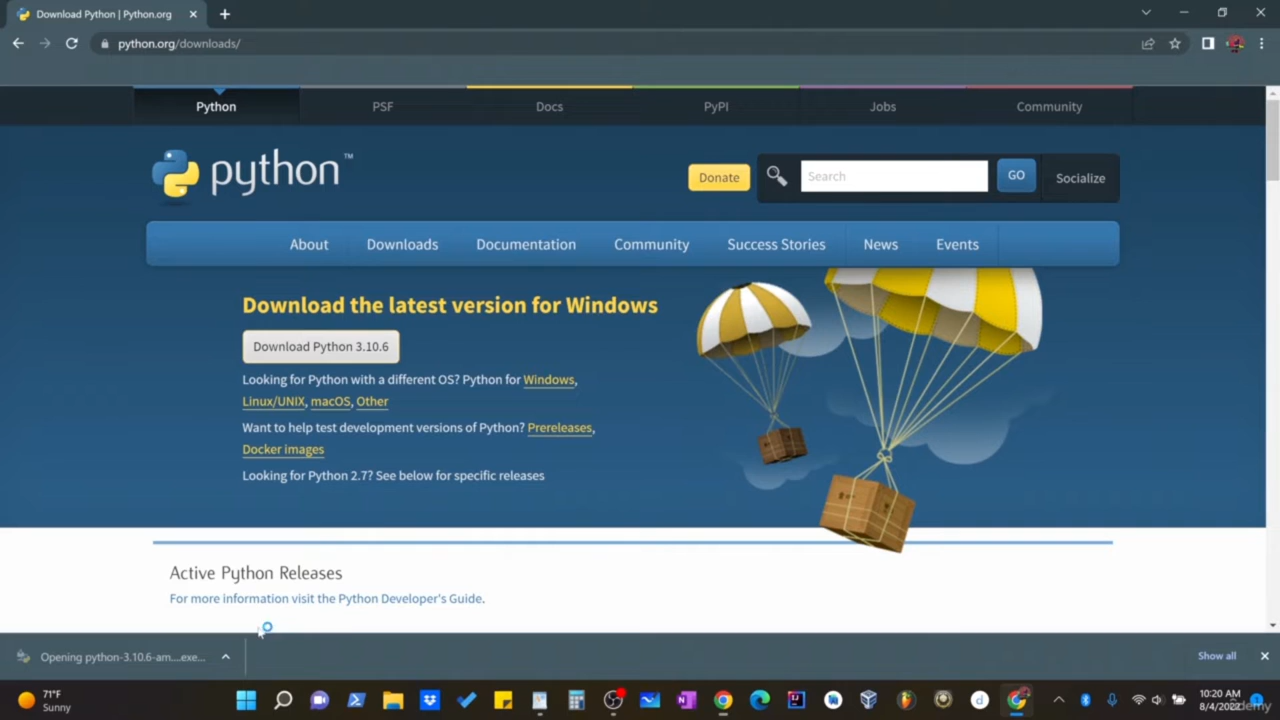 Download Python | Python.org
python.org/downloads/
Python
PSF
Docs
PyPI
Jobs
Community
python™
Donate
Search
GO
Socialize
About
Downloads
Documentation
Community
Success Stories
News
Events
Download the latest version for Windows
Download Python 3.10.6
Looking for Python with a different OS? Python for Windows,
Linux/UNIX, macOS, Other
Want to help test development versions of Python? Prereleases,
Docker images
Looking for Python 2.7? See below for specific releases
Active Python Releases
For more information visit the Python Developer's Guide.
Opening python-3.10.6-am....exe...
Show all
71°F
Sunny
10:20 AM
8/4/2022